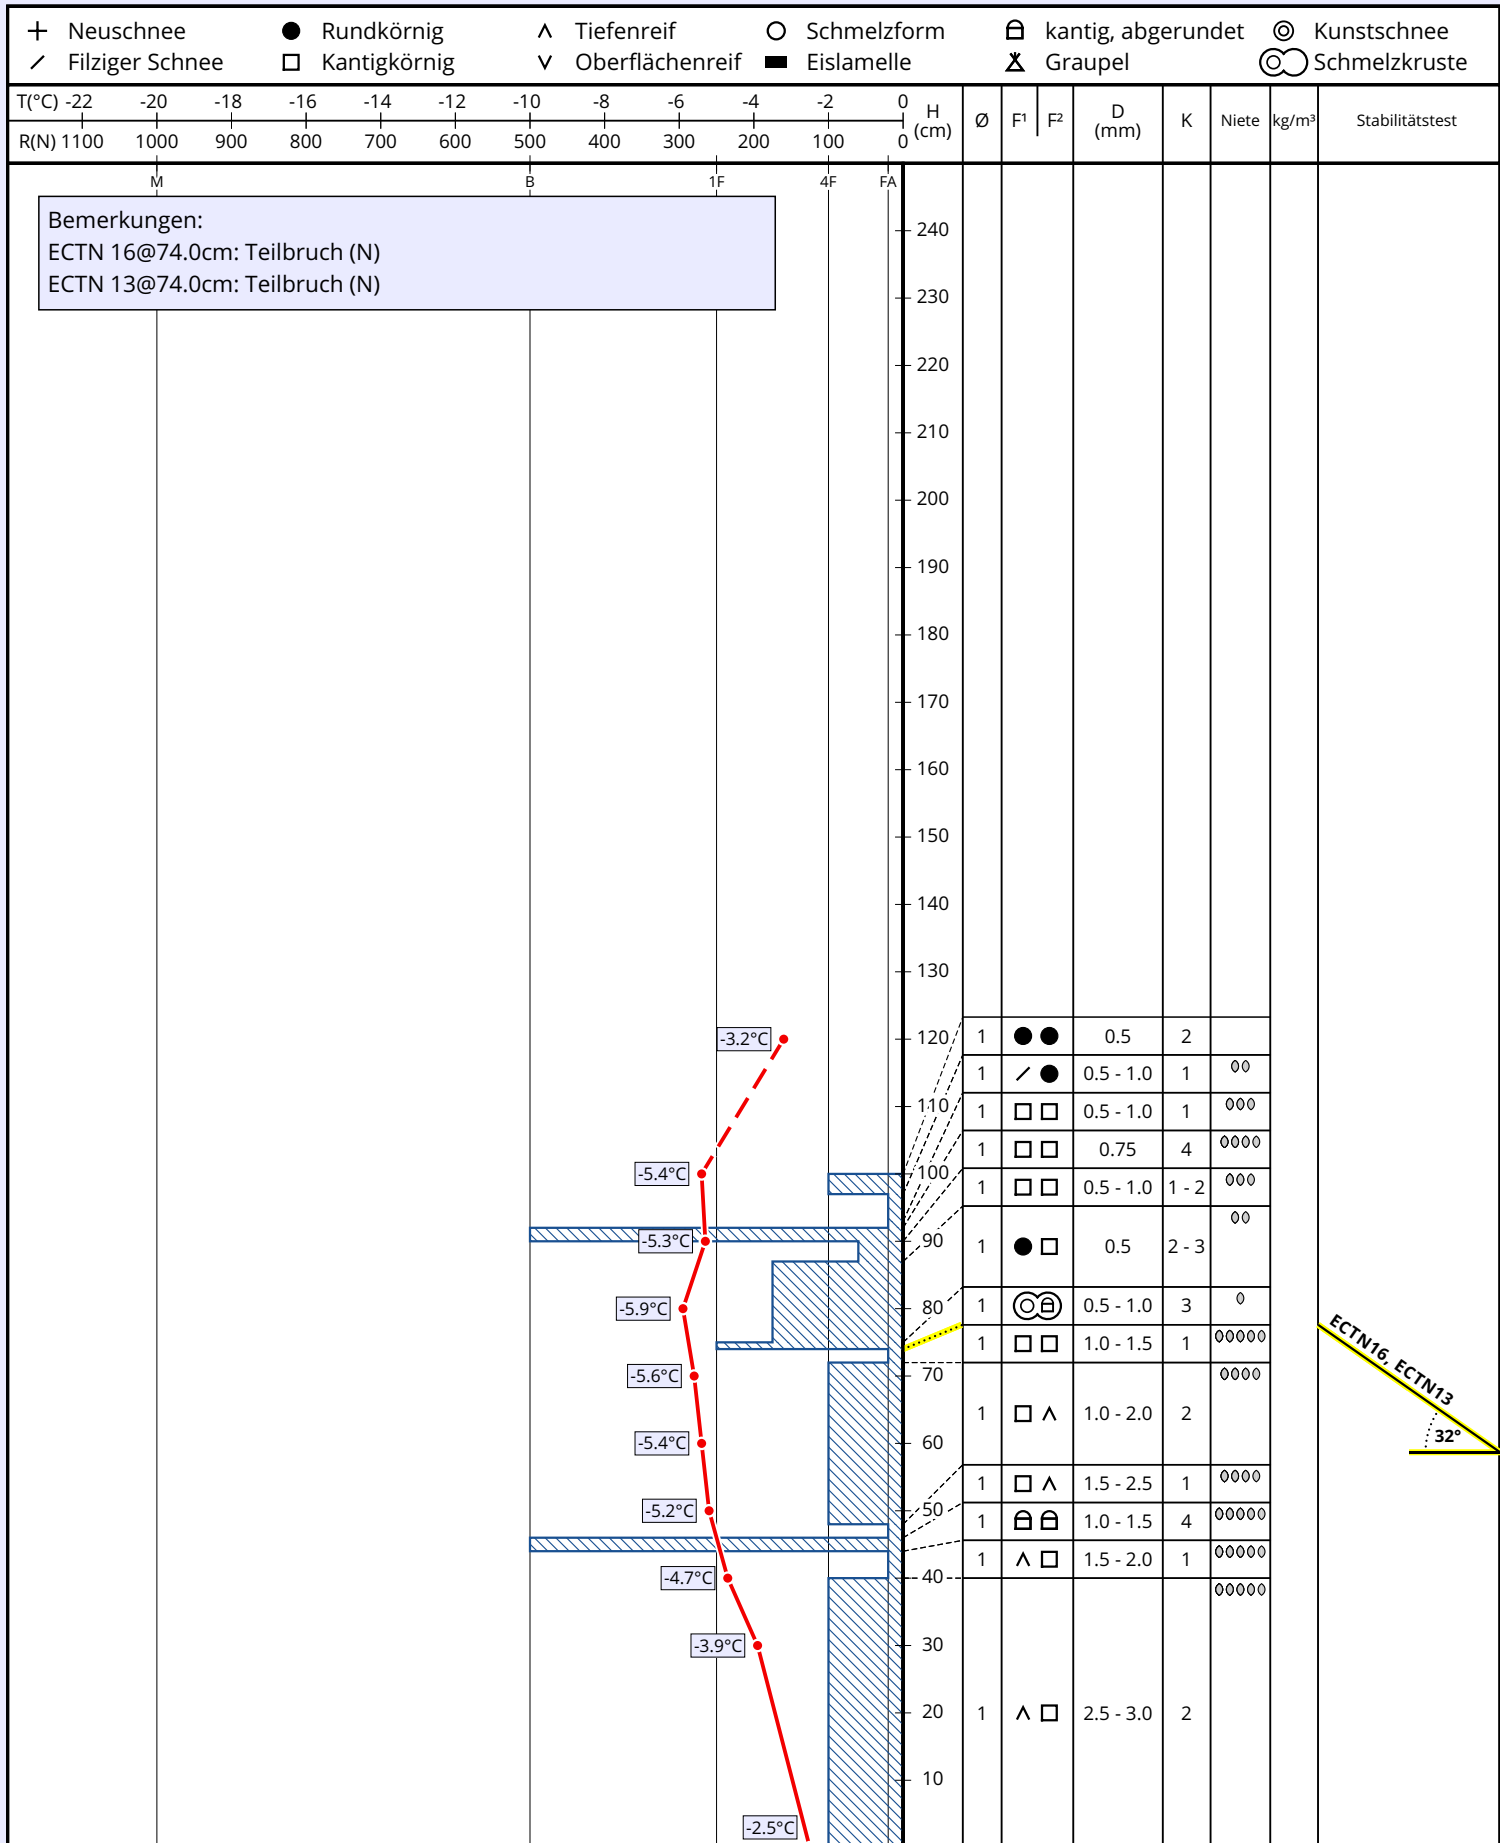 Neuschnee Rundkörnig Tiefenreif Schmelzform kantig, abgerundet Kunstschnee
Filziger Schnee Kantigkörnig Oberflächenreif Eislamelle Graupel Schmelzkruste
T(°C) -22 -20 -18 -16 -14 -12 -10 -8 -6 -4 -2 0
R(N) 1100 1000 900 800 700 600 500 400 300 200 100 0
H (cm) Ø F¹ F² D (mm) K Niete kg/m³ Stabilitätstest
M B 1F 4F FA
Bemerkungen:
ECTN 16@74.0cm: Teilbruch (N)
ECTN 13@74.0cm: Teilbruch (N)
240
230
220
210
200
190
180
170
160
150
140
130
-3.2°C 120 1 0.5 2
1 0.5 - 1.0 1
110 1 0.5 - 1.0 1
1 0.75 4
-5.4°C 100 1 0.5 - 1.0 1 - 2
-5.3°C 90 1 0.5 2 - 3
-5.9°C 80 1 0.5 - 1.0 3
1 1.0 - 1.5 1
ECTN16, ECTN13
-5.6°C 70
1 1.0 - 2.0 2
-5.4°C 60 32°
1 1.5 - 2.5 1
-5.2°C 50 1 1.0 - 1.5 4
1 1.5 - 2.0 1
-4.7°C 40
-3.9°C 30
20 1 2.5 - 3.0 2
10
-2.5°C